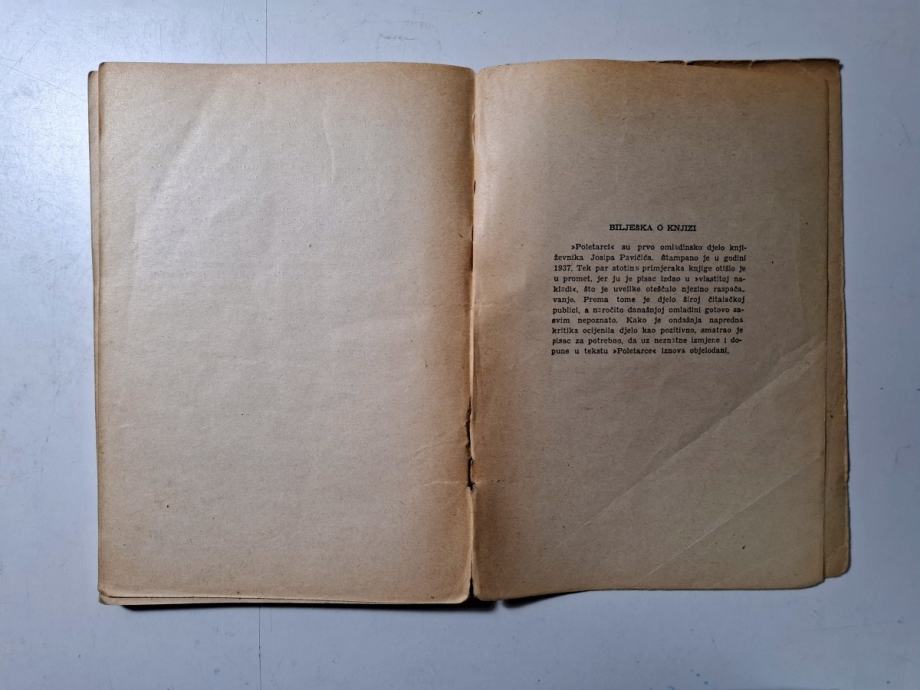 BILJEŠKA O KNJIZI
»Poletarci« su prvo omladinsko djelo knji-
ževnika Josipa Pavičića. Štampano je u godini
1937. Tek par stotina primjeraka knjige otišlo je
u promet, jer ju je pisac izdao u »vlastitoj na-
kladi«, što je uvelike oteščalo njezino raspača-
vanje. Prema tome je djelo široj čitalačkoj
publici, a naročito današnjoj omladini gotovo sa-
svim nepoznato. Kako je ondašnja napredna
kritika ocijenila djelo kao pozitivno, smatrao je
pisac za potrebno, da uz neznatne izmjene i do-
pune u tekstu »Poletarce« iznova objelodani.